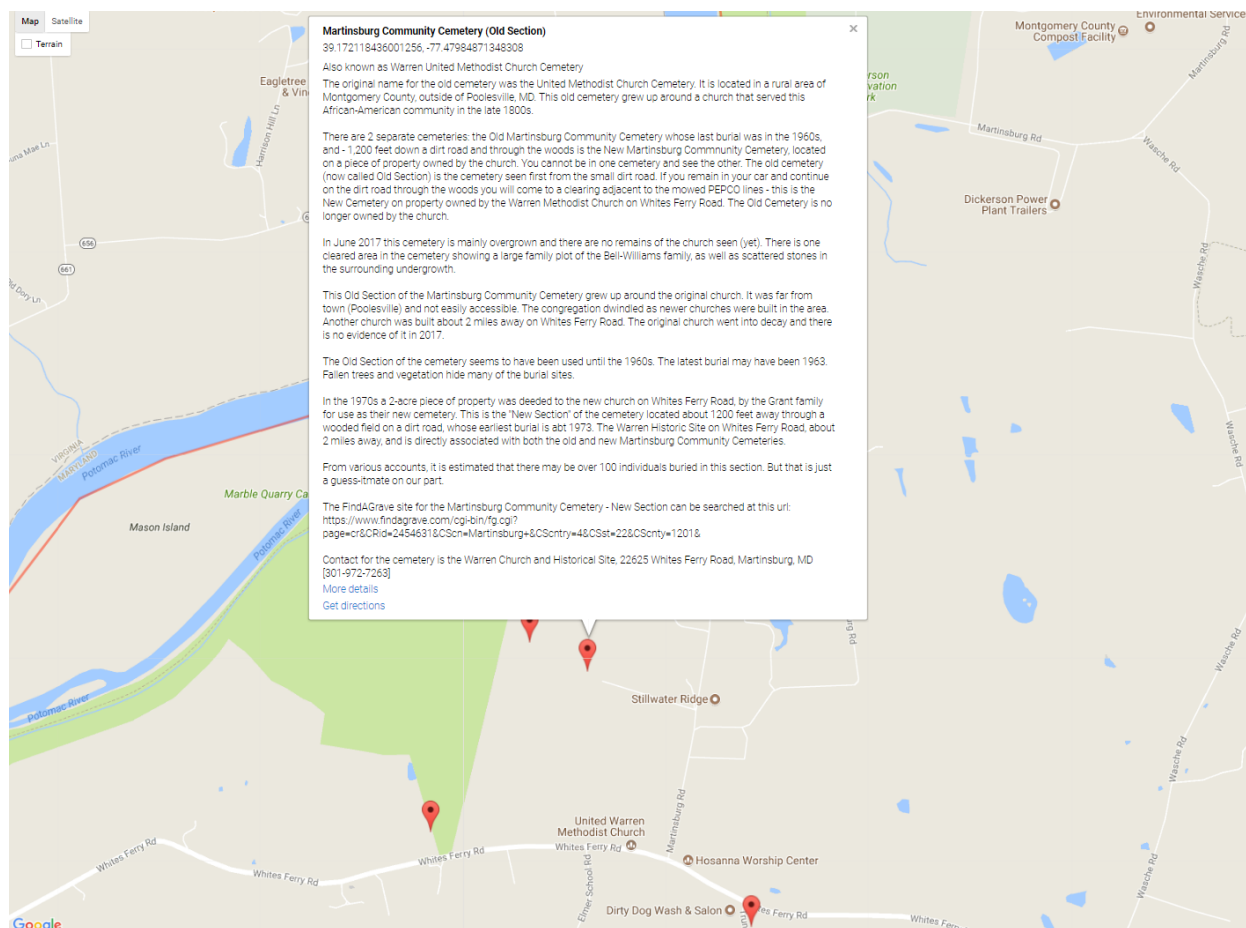 Map Satellite
Terrain
Martinsburg Community Cemetery (Old Section)
39.172118436001256, -77.47984871348308
Also known as Warren United Methodist Church Cemetery
The original name for the old cemetery was the United Methodist Church Cemetery. It is located in a rural area of
Montgomery County, outside of Poolesville, MD. This old cemetery grew up around a church that served this
African-American community in the late 1800s.
There are 2 separate cemeteries: the Old Martinsburg Community Cemetery whose last burial was in the 1960s,
and - 1,200 feet down a dirt road and through the woods is the New Martinsburg Commnunity Cemetery, located
on a piece of property owned by the church. You cannot be in one cemetery and see the other. The old cemetery
(now called Old Section) is the cemetery seen first from the small dirt road. If you remain in your car and continue
on the dirt road through the woods you will come to a clearing adjacent to the mowed PEPCO lines - this is the
New Cemetery on property owned by the Warren Methodist Church on Whites Ferry Road. The Old Cemetery is no
longer owned by the church.
In June 2017 this cemetery is mainly overgrown and there are no remains of the church seen (yet). There is one
cleared area in the cemetery showing a large family plot of the Bell-Williams family, as well as scattered stones in
the surrounding undergrowth.
This Old Section of the Martinsburg Community Cemetery grew up around the original church. It was far from
town (Poolesville) and not easily accessible. The congregation dwindled as newer churches were built in the area.
Another church was built about 2 miles away on Whites Ferry Road. The original church went into decay and there
is no evidence of it in 2017.
The Old Section of the cemetery seems to have been used until the 1960s. The latest burial may have been 1963.
Fallen trees and vegetation hide many of the burial sites.
In the 1970s a 2-acre piece of property was deeded to the new church on Whites Ferry Road, by the Grant family
for use as their new cemetery. This is the "New Section" of the cemetery located about 1200 feet away through a
wooded field on a dirt road, whose earliest burial is abt 1973. The Warren Historic Site on Whites Ferry Road, about
2 miles away, and is directly associated with both the old and new Martinsburg Community Cemeteries.
From various accounts, it is estimated that there may be over 100 individuals buried in this section. But that is just
a guess-itmate on our part.
The FindAGrave site for the Martinsburg Community Cemetery - New Section can be searched at this url:
https://www.findagrave.com/cgi-bin/fg.cgi?
page=cr&CRid=2454631&CScn=Martinsburg+&CScntry=4&CSst=22&CScnty=1201&
Contact for the cemetery is the Warren Church and Historical Site, 22625 Whites Ferry Road, Martinsburg, MD
[301-972-7263]
More details
Get directions
Environmental Service
Montgomery County
Compost Facility
Martinsburg Rd
Eagletree
& Vin
Harrison Hill Ln
Martinsburg Rd
Wasche Rd
una Mae Ln
Dickerson Power
Plant Trailers
656
661
d Dory Ln
Wasche Rd
VIRGINIA
MARYLAND
Potomac River
Marble Quarry Ca
Mason Island
Potomac River
Wasche Rd
rg Rd
Wasche Rd
Stillwater Ridge
Potomac River
Wasche Rd
Martinsburg Rd
United Warren
Methodist Church
Whites Ferry Rd
Whites Ferry Rd
Whites Ferry Rd
Whites Ferry Rd
Hosanna Worship Center
Wasche Rd
Elmer School Rd
Dirty Dog Wash & Salon
es Ferry Rd
Whites Ferry
Google